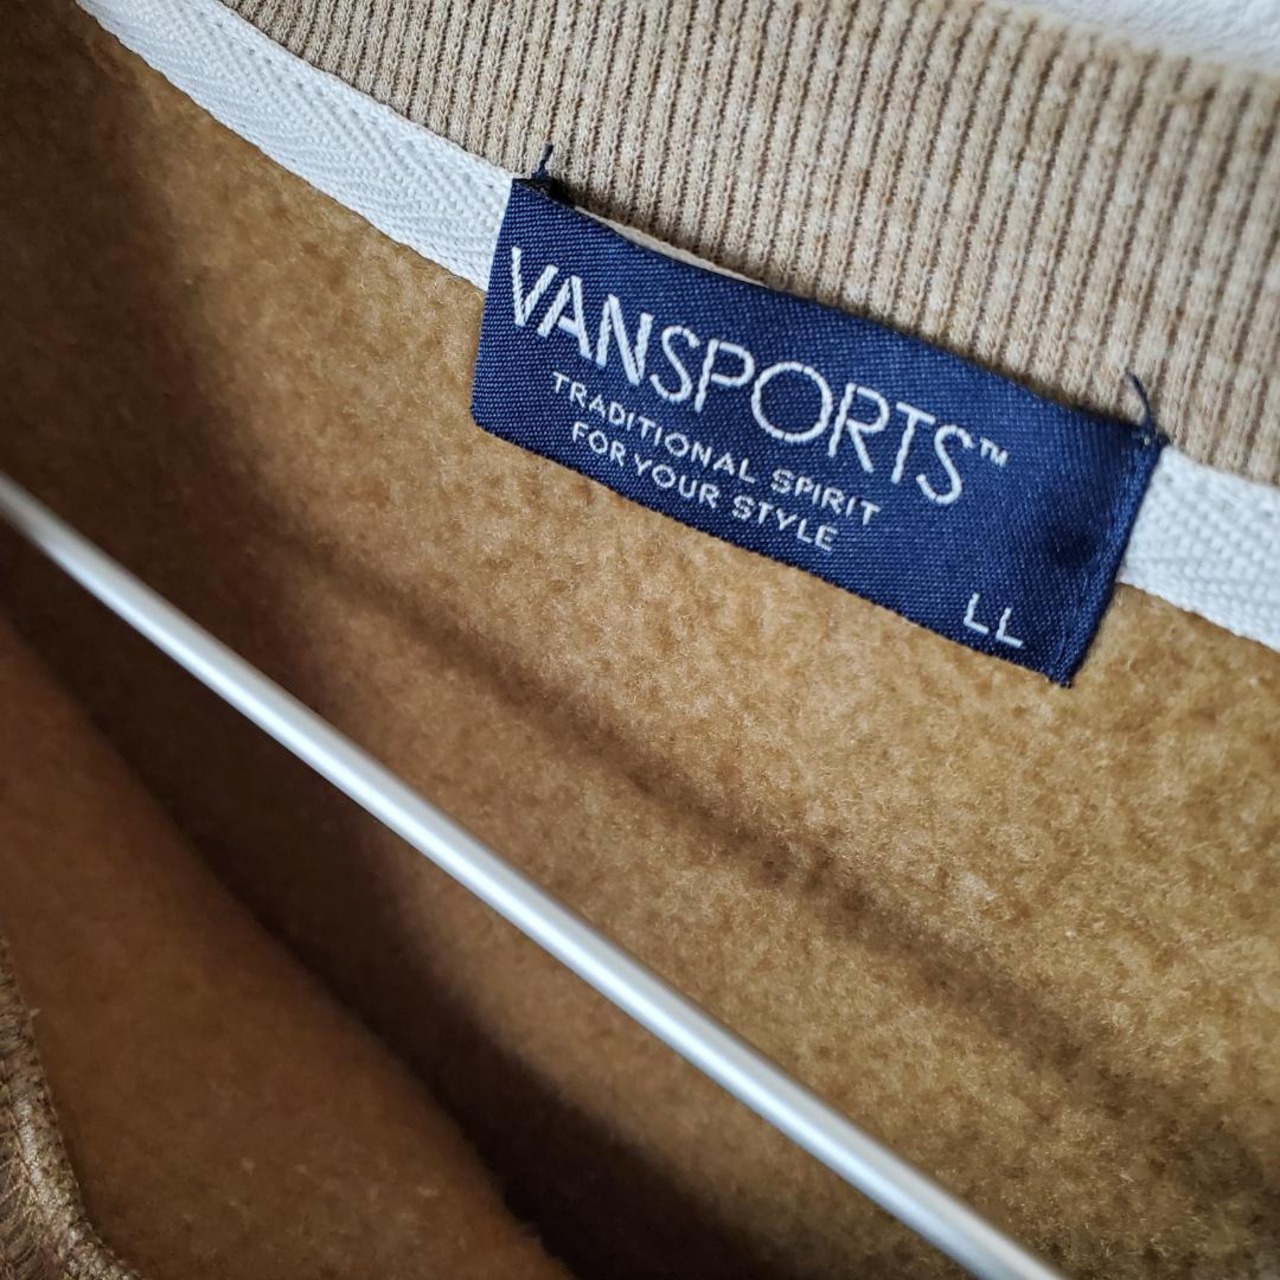 VANSPORTS™
TRADITIONAL SPIRIT
FOR YOUR STYLE
LL